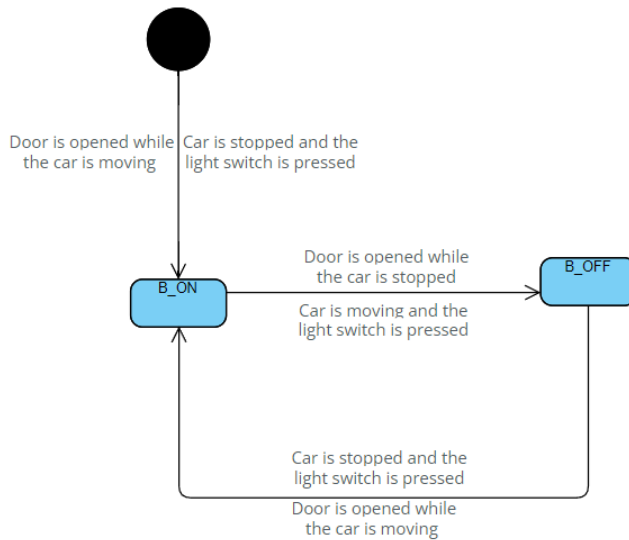 Door is opened while
the car is moving
Car is stopped and the
light switch is pressed
B_ON
Door is opened while
the car is stopped
Car is moving and the
light switch is pressed
B_OFF
Car is stopped and the
light switch is pressed
Door is opened while
the car is moving